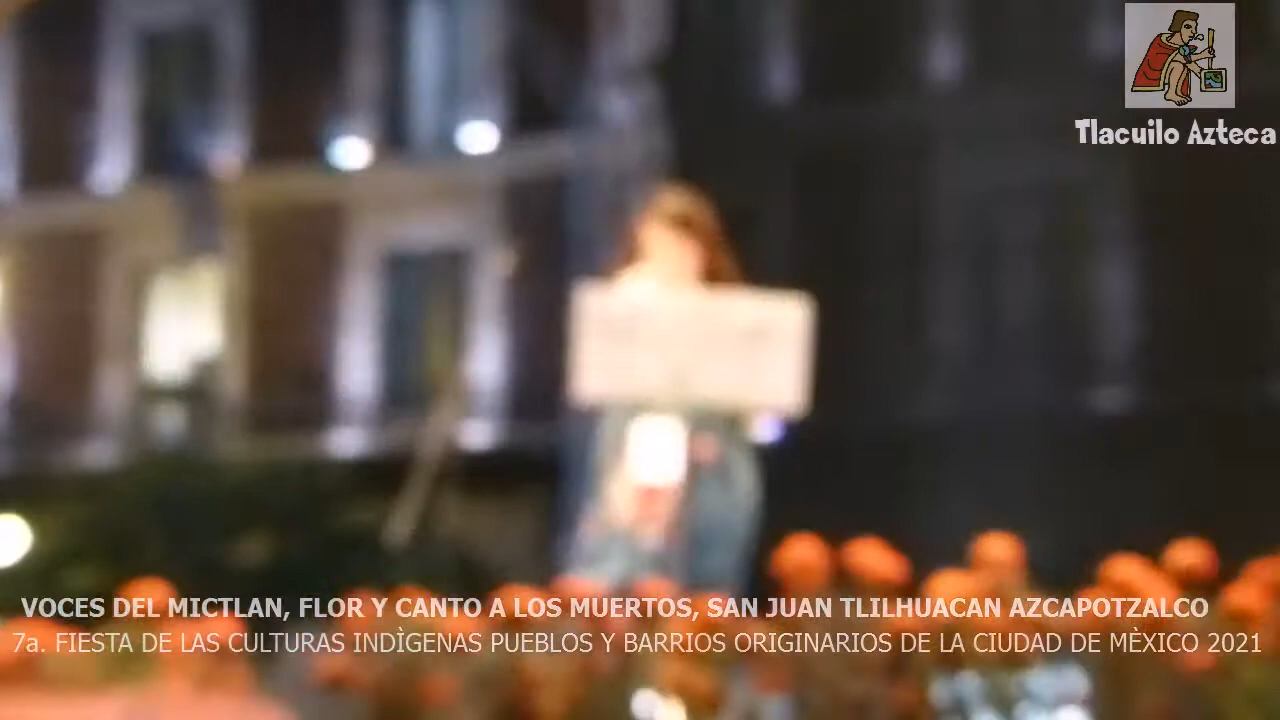 Tlacuilo Azteca
VOCES DEL MICTLAN, FLOR Y CANTO A LOS MUERTOS, SAN JUAN TLILHUACAN AZCAPOTZALCO
7a. FIESTA DE LAS CULTURAS INDÌGENAS PUEBLOS Y BARRIOS ORIGINARIOS DE LA CIUDAD DE MÈXICO 2021